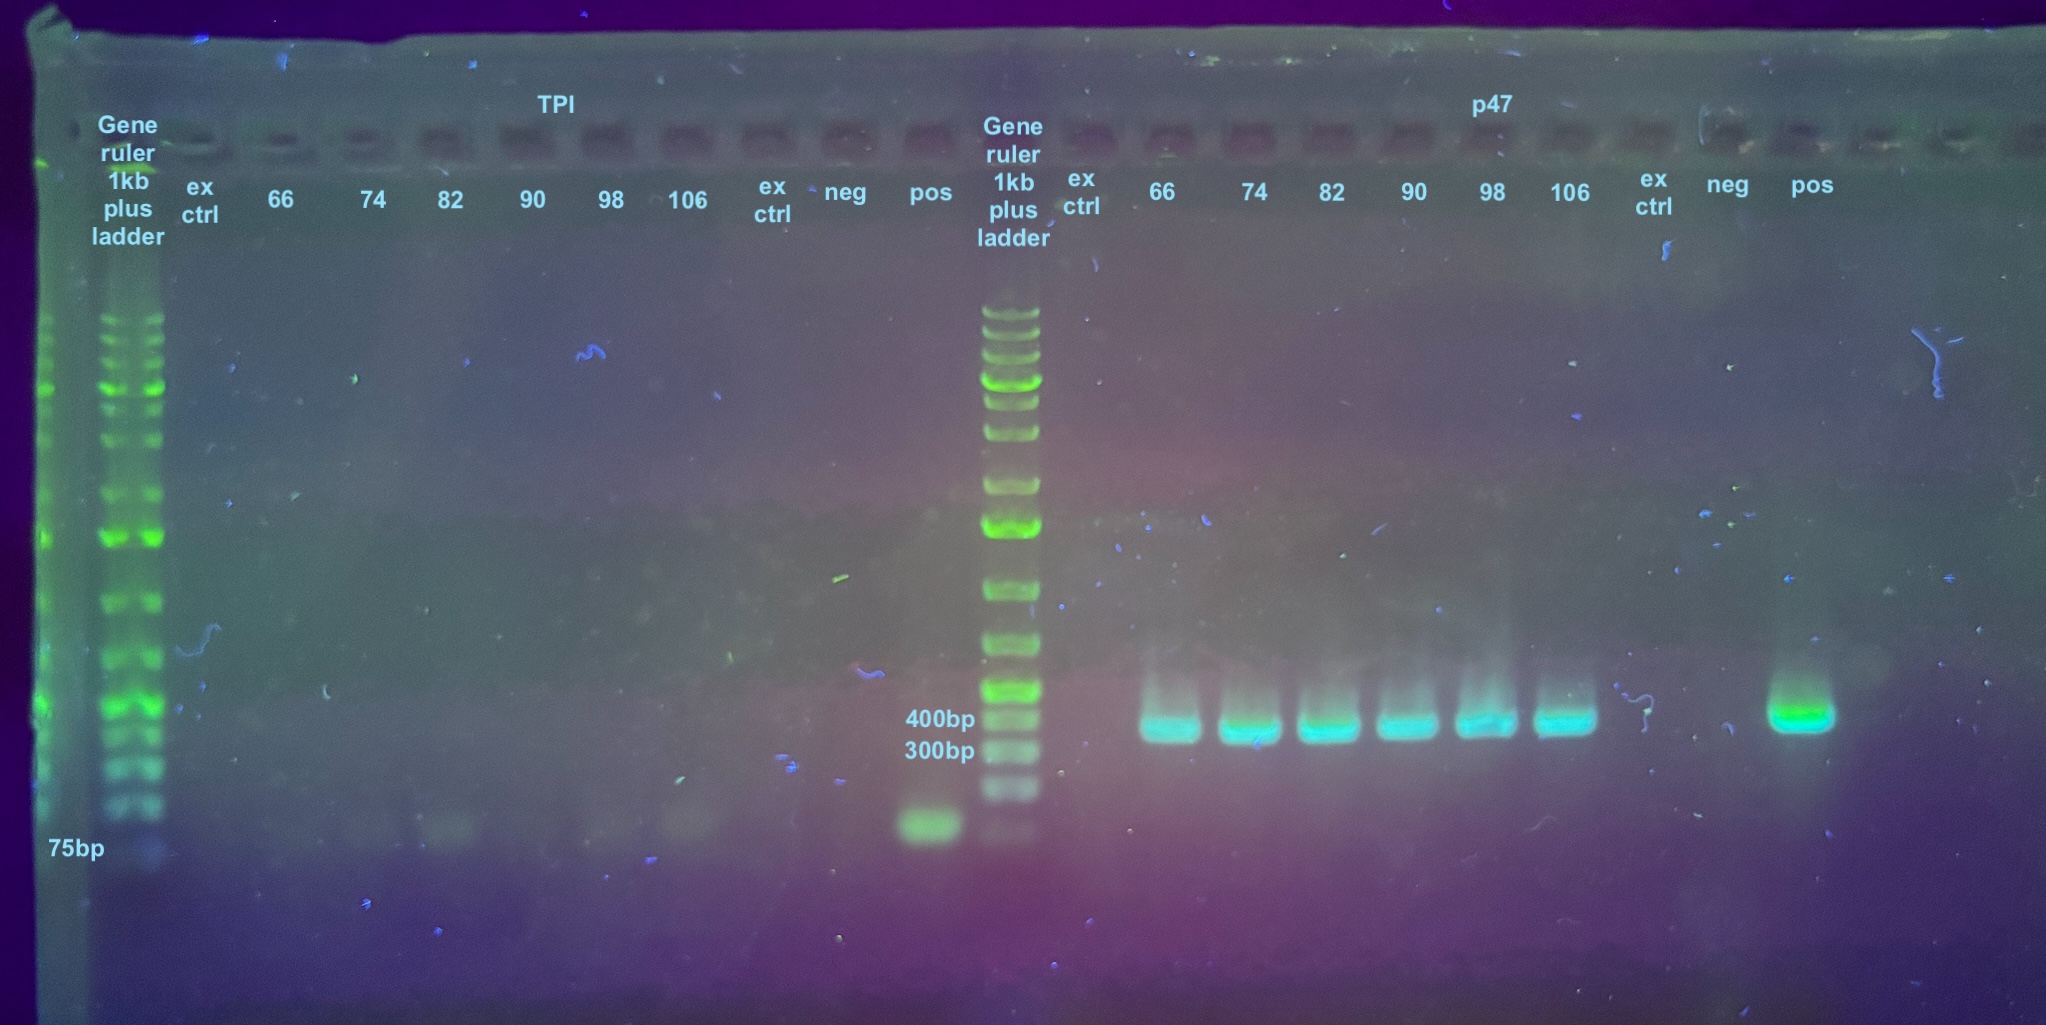 TPI
p47
Gene
ruler
1kb
plus
ladder
ex
ctrl
66
74
82
90
98
106
ex
ctrl
neg
pos
Gene
ruler
1kb
plus
ladder
ex
ctrl
66
74
82
90
98
106
ex
ctrl
neg
pos
400bp
300bp
75bp